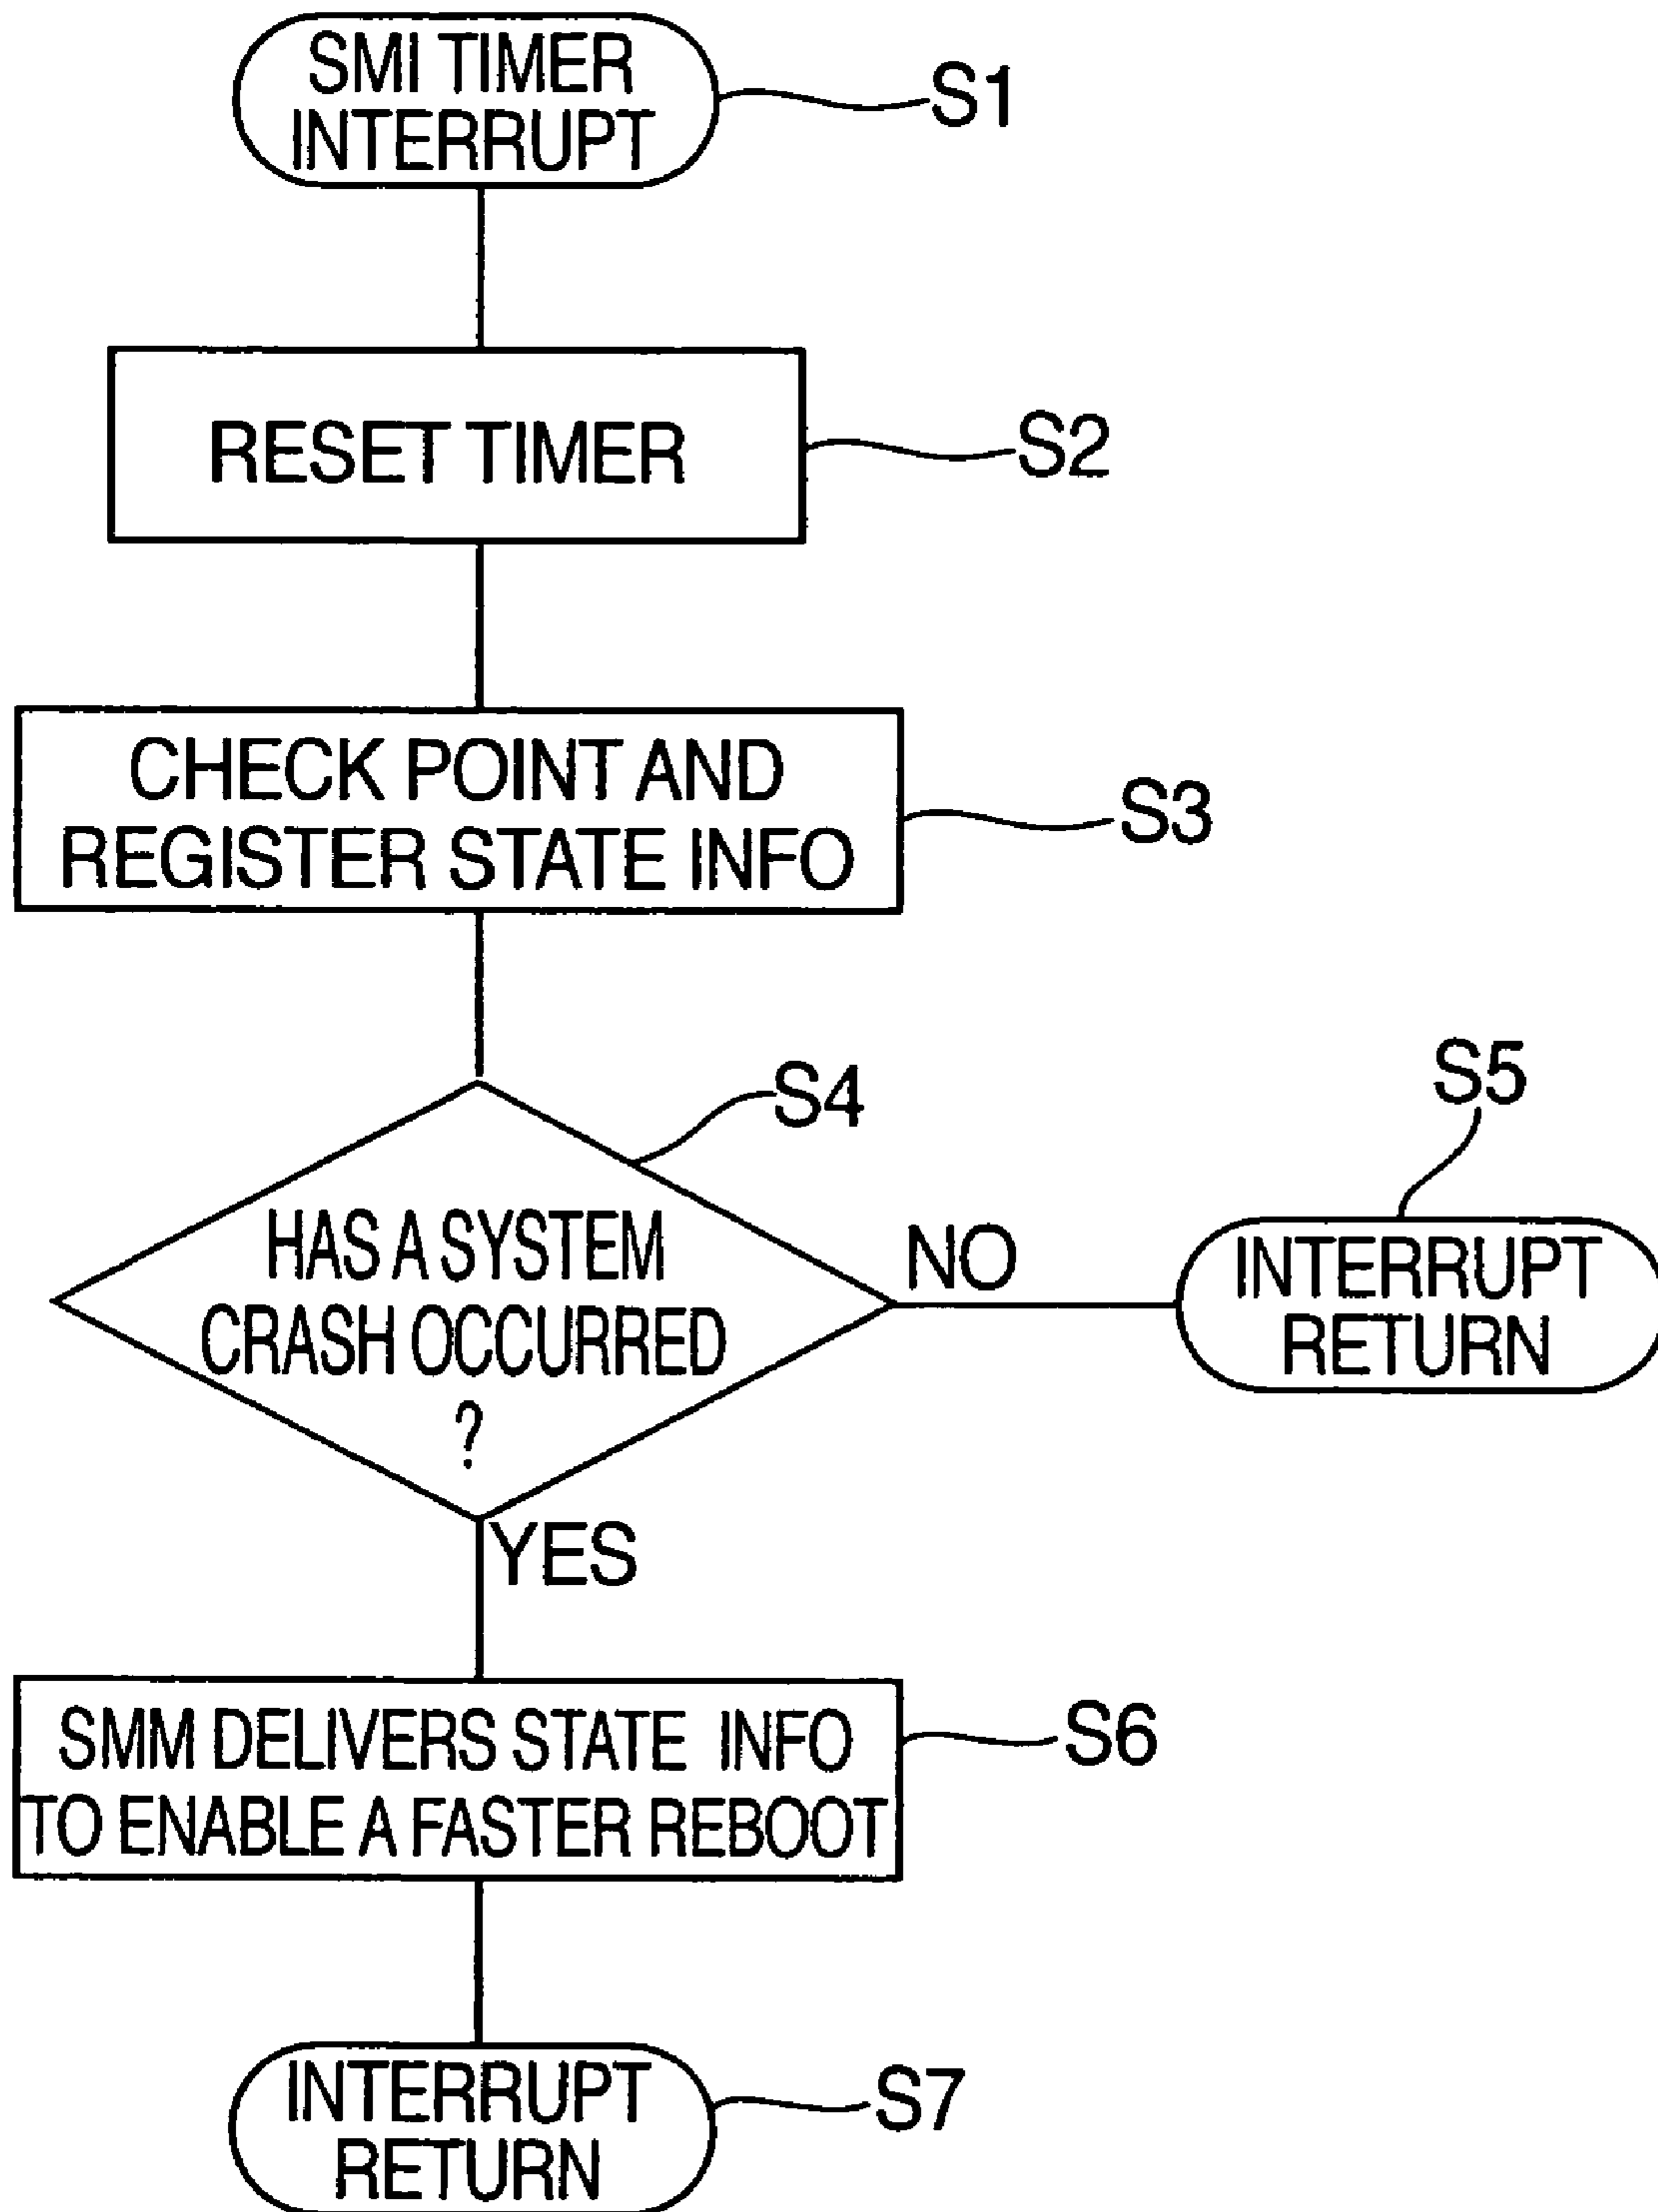 SMI TIMER
INTERRUPT
S1
RESET TIMER
S2
CHECK POINT AND
REGISTER STATE INFO
S3
S4
HAS A SYSTEM
CRASH OCCURRED
?
NO
S5
INTERRUPT
RETURN
YES
SMM DELIVERS STATE INFO
TO ENABLE A FASTER REBOOT
S6
INTERRUPT
RETURN
S7